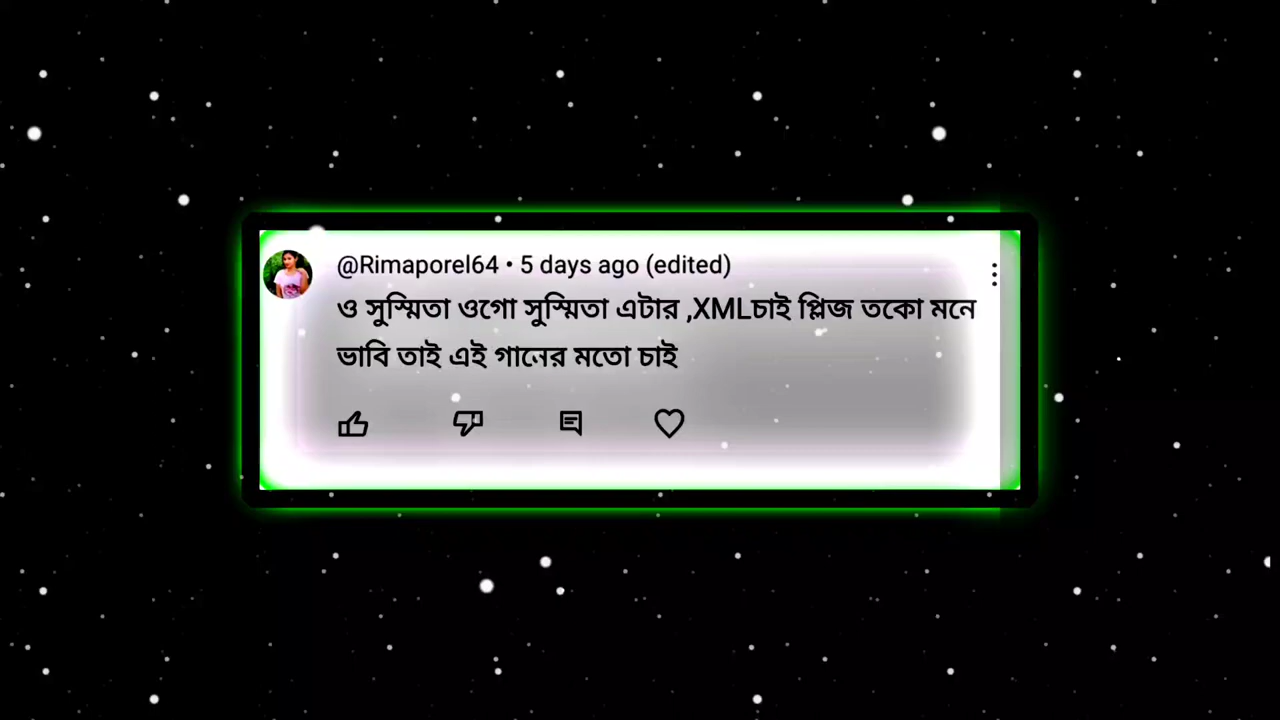 @Rimaporel64 • 5 days ago (edited)
ও সুস্মিতা ওগো সুস্মিতা এটার ,XMLচাই প্লিজ তকো মনে
ভাবি তাই এই গানের মতো চাই